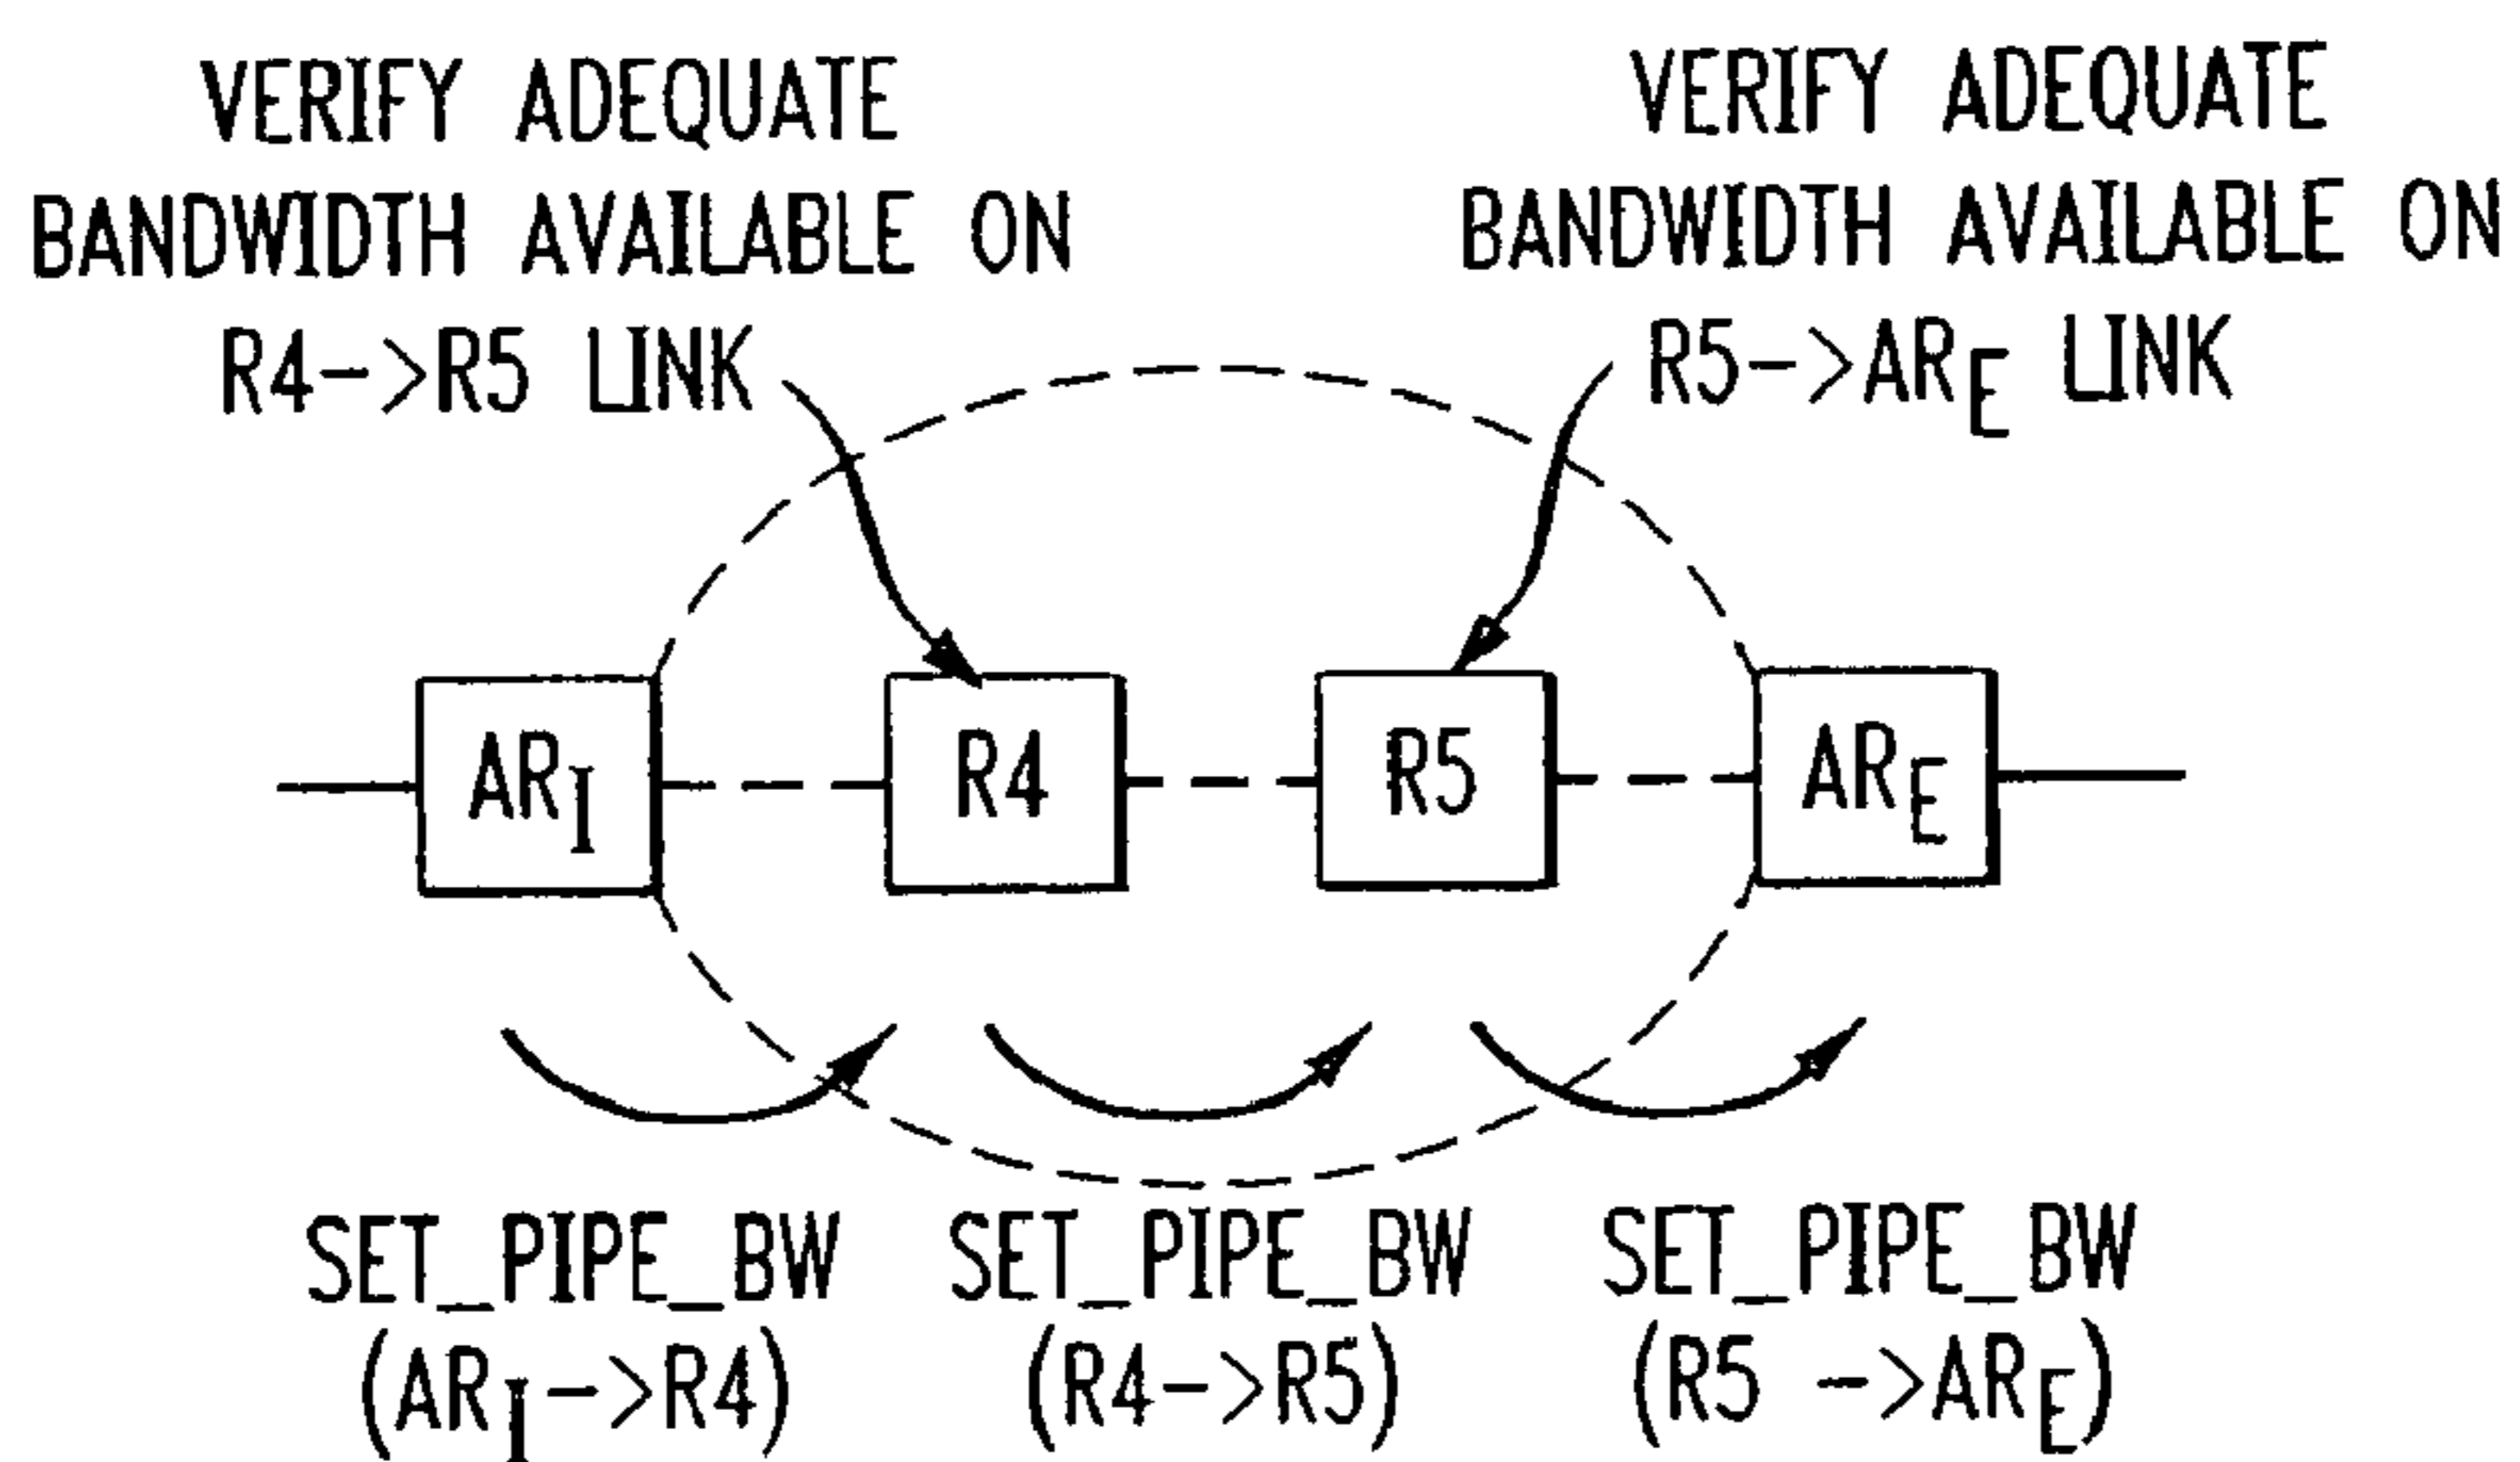 VERIFY ADEQUATE
BANDWIDTH AVAILABLE ON
R4->R5 LINK
VERIFY ADEQUATE
BANDWIDTH AVAILABLE ON
R5->ARE LINK
ARI
R4
R5
ARE
SET_PIPE_BW
(ARI->R4)
SET_PIPE_BW
(R4->R5)
SET_PIPE_BW
(R5 ->ARE)